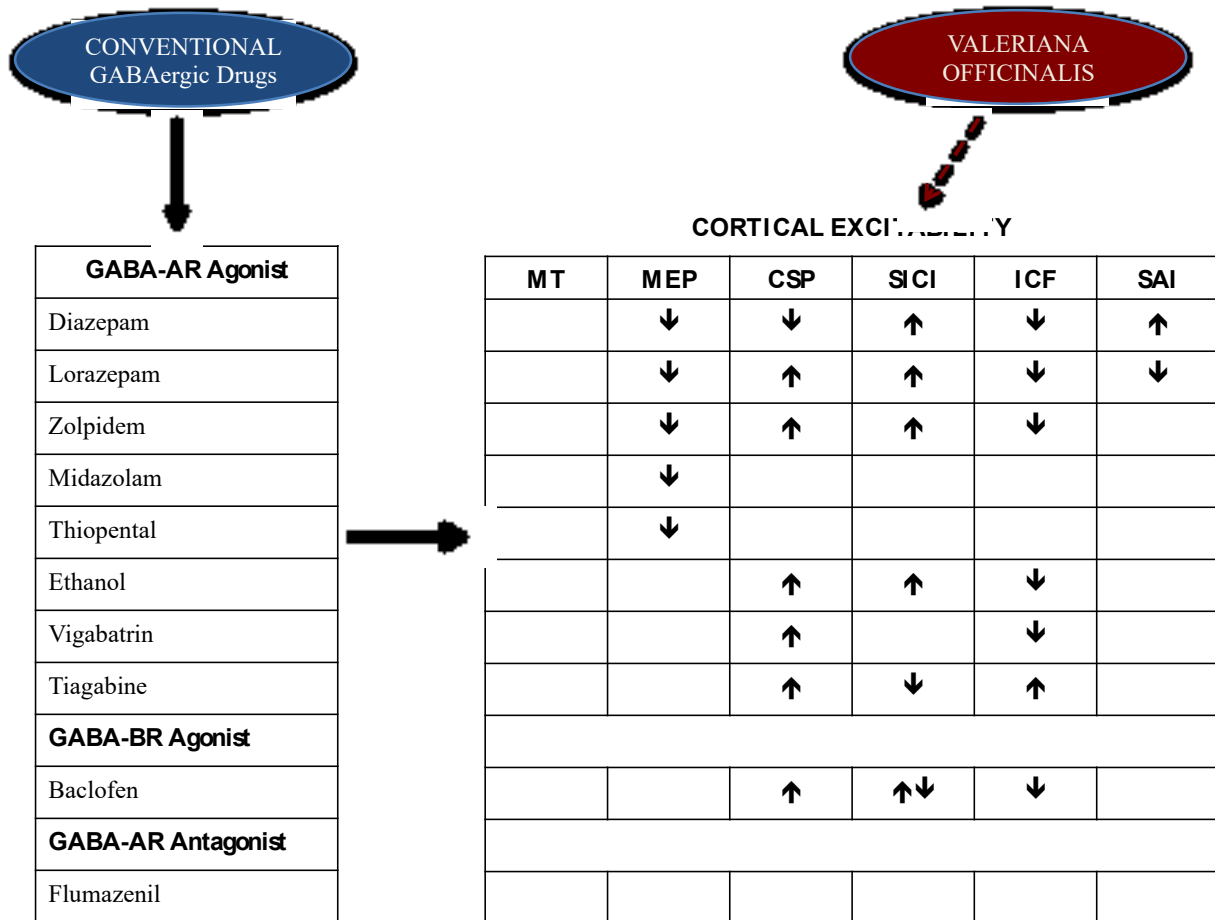 CONVENTIONAL
GABAergic Drugs
VALERIANA
OFFICINALIS
CORTICAL
GABA-AR Agonist
MT MEP CSP SICI ICF SAI
Diazepam 🡻 🡻 🡹 🡻 🡹
Lorazepam 🡻 🡹 🡹 🡻 🡻
Zolpidem 🡻 🡹 🡹 🡻
Midazolam 🡻
Thiopental 🡻
Ethanol 🡹 🡹 🡻
Vigabatrin 🡹 🡻
Tiagabine 🡹 🡻 🡹
GABA-BR Agonist
Baclofen 🡹 🡹🡻 🡻
GABA-AR Antagonist
Flumazenil